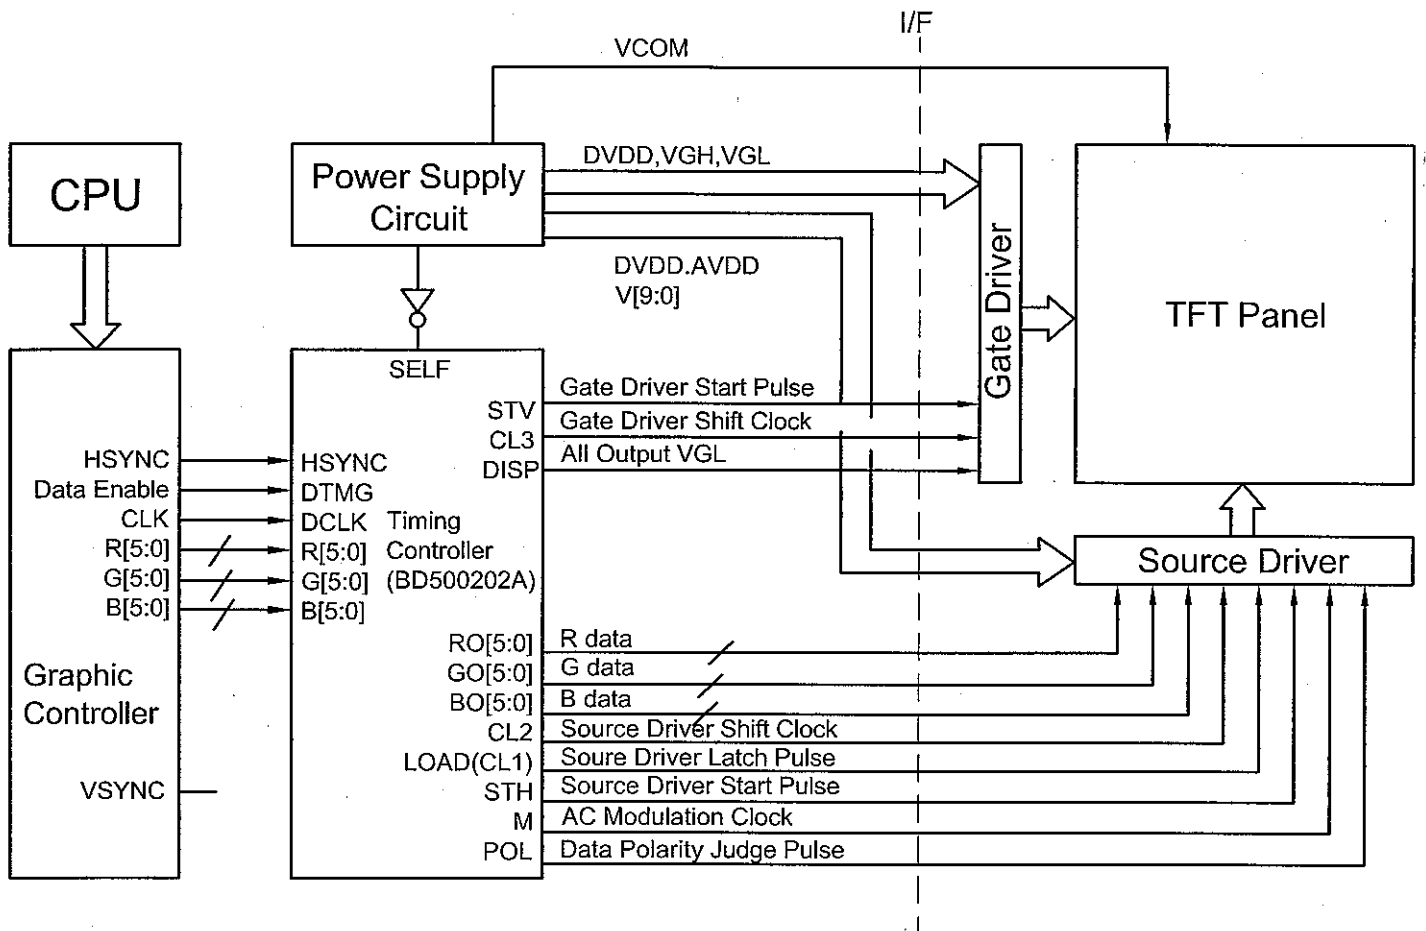 I/F
VCOM
CPU
Power Supply
Circuit
DVDD,VGH,VGL
DVDD.AVDD
V[9:0]
Gate Driver
TFT Panel
SELF
STV
Gate Driver Start Pulse
CL3
Gate Driver Shift Clock
DISP
All Output VGL
HSYNC
Data Enable
CLK
R[5:0]
G[5:0]
B[5:0]
HSYNC
DTMG
DCLK
R[5:0]
G[5:0]
B[5:0]
Timing
Controller
(BD500202A)
Source Driver
Graphic
Controller
VSYNC
RO[5:0]
R data
GO[5:0]
G data
BO[5:0]
B data
CL2
Source Driver Shift Clock
LOAD(CL1)
Soure Driver Latch Pulse
STH
Source Driver Start Pulse
M
AC Modulation Clock
POL
Data Polarity Judge Pulse